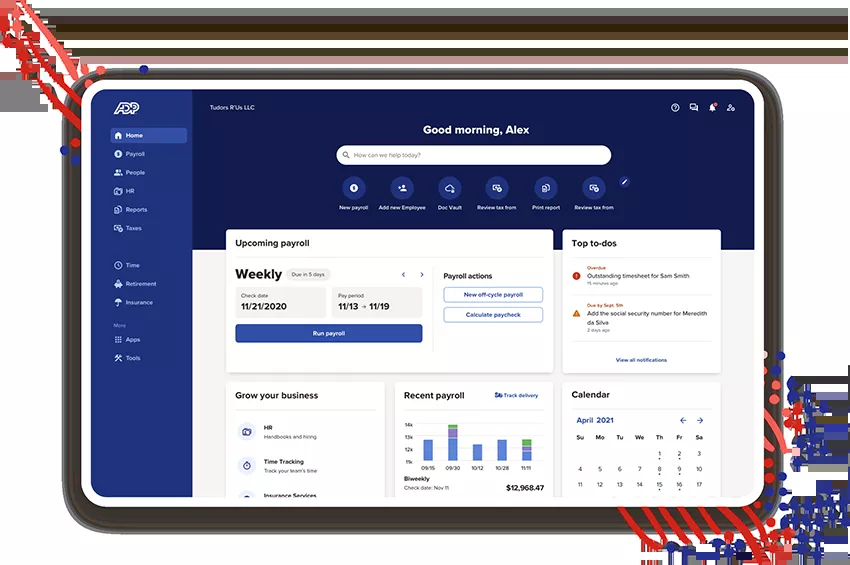 ADP
Tudors R'Us LLC
Home
Payroll
People
HR
Reports
Taxes
Time
Retirement
Insurance
More
Apps
Tools
Good morning, Alex
How can we help today?
New payroll
Add new Employee
Doc Vault
Review tax from
Print report
Review tax from
Upcoming payroll
Weekly Due in 5 days
Check date
11/21/2020
Pay period
11/13 → 11/19
Run payroll
Payroll actions
New off-cycle payroll
Calculate paycheck
Top to-dos
Overdue
Outstanding timesheet for Sam Smith
15 minutes ago
Due by Sept. 5th
Add the social security number for Meredith
da Silva
2 days ago
View all notifications
Grow your business
HR
Handbooks and hiring
Time Tracking
Track your team's time
Insurance Services
Recent payroll Track delivery
14k
13k
12k
11k
09/15 09/30 10/12 10/28 11/11
Biweekly
Check date: Nov 11 $12,968.47
Calendar
April 2021
Su Mo Tu We Th Fr Sa
1 2 3
4 5 6 7 8 9 10
11 12 13 14 15 16 17